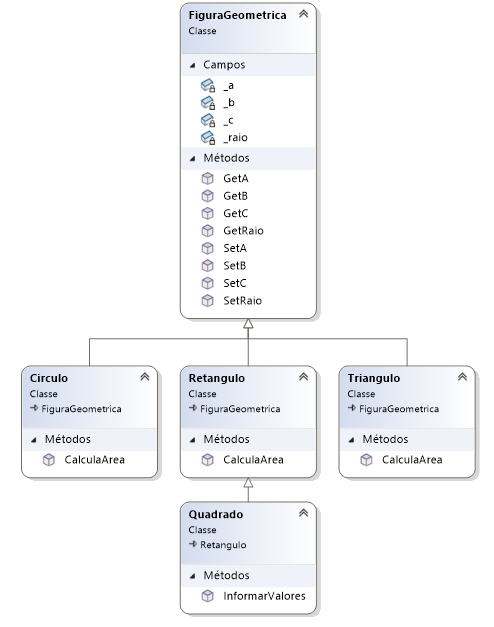 FiguraGeometrica
Classe
Campos
_a
_b
_c
_raio
Métodos
GetA
GetB
GetC
GetRaio
SetA
SetB
SetC
SetRaio
Circulo
Classe
FiguraGeometrica
Métodos
CalculaArea
Retangulo
Classe
FiguraGeometrica
Métodos
CalculaArea
Triangulo
Classe
FiguraGeometrica
Métodos
CalculaArea
Quadrado
Classe
Retangulo
Métodos
InformarValores